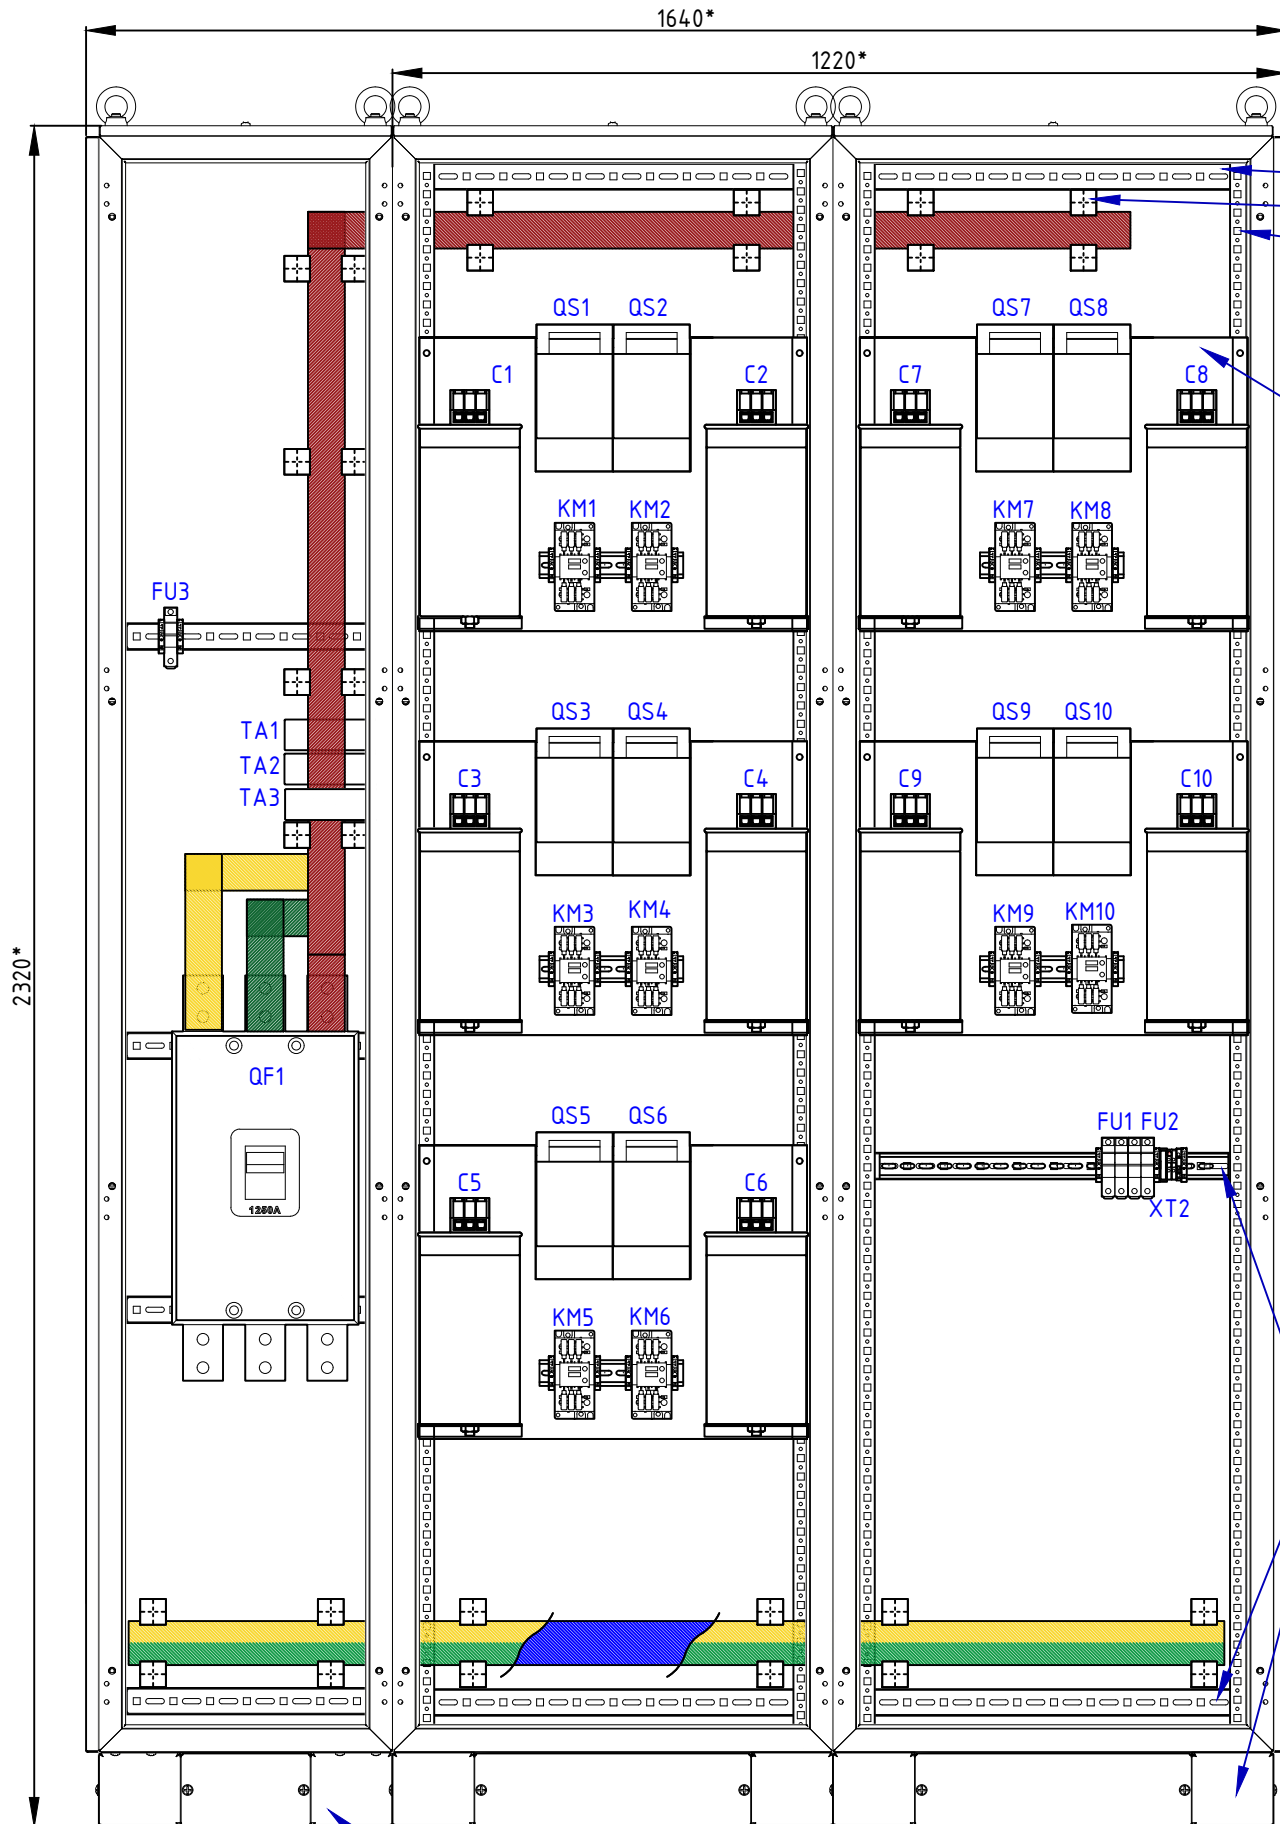 1640*
1220*
QS1 QS2 QS7 QS8
C1 C2 C7 C8
KM1 KM2 KM7 KM8
FU3
QS3 QS4 QS9 QS10
TA1
TA2
TA3
C3 C4 C9 C10
KM3 KM4 KM9 KM10
2320*
QF1
QS5 QS6 FU1 FU2
C5 C6
XT2
1250A
KM5 KM6